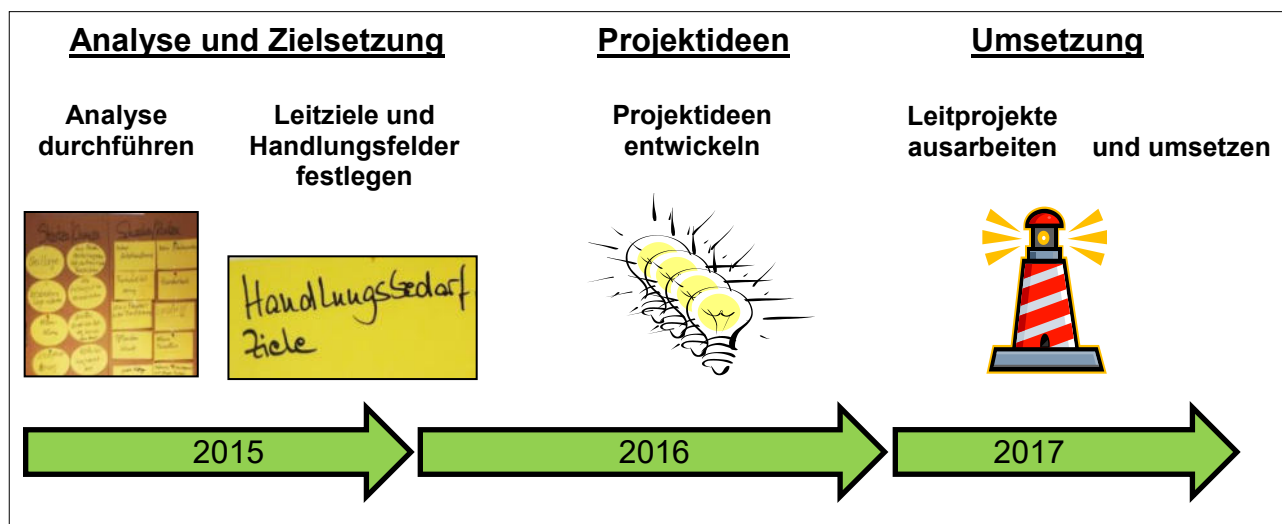 Analyse und Zielsetzung
Projektideen
Umsetzung
Analyse
durchführen
Leitziele und
Handlungsfelder
festlegen
Projektideen
entwickeln
Leitprojekte
ausarbeiten
und umsetzen
Handlungsbedarf
Ziele
2015
2016
2017